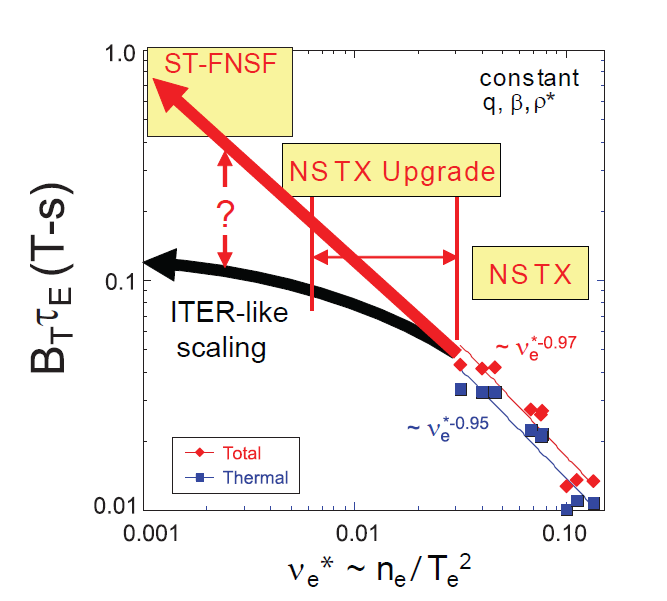 1.0
ST-FNSF
constant
q, β, ρ*
NSTX Upgrade
?
0.1
NSTX
ITER-like
scaling
~ νe*-0.97
~ νe*-0.95
Total
Thermal
0.01
0.001
0.01
0.10
BTτE (T-s)
νe* ~ ne/Te2